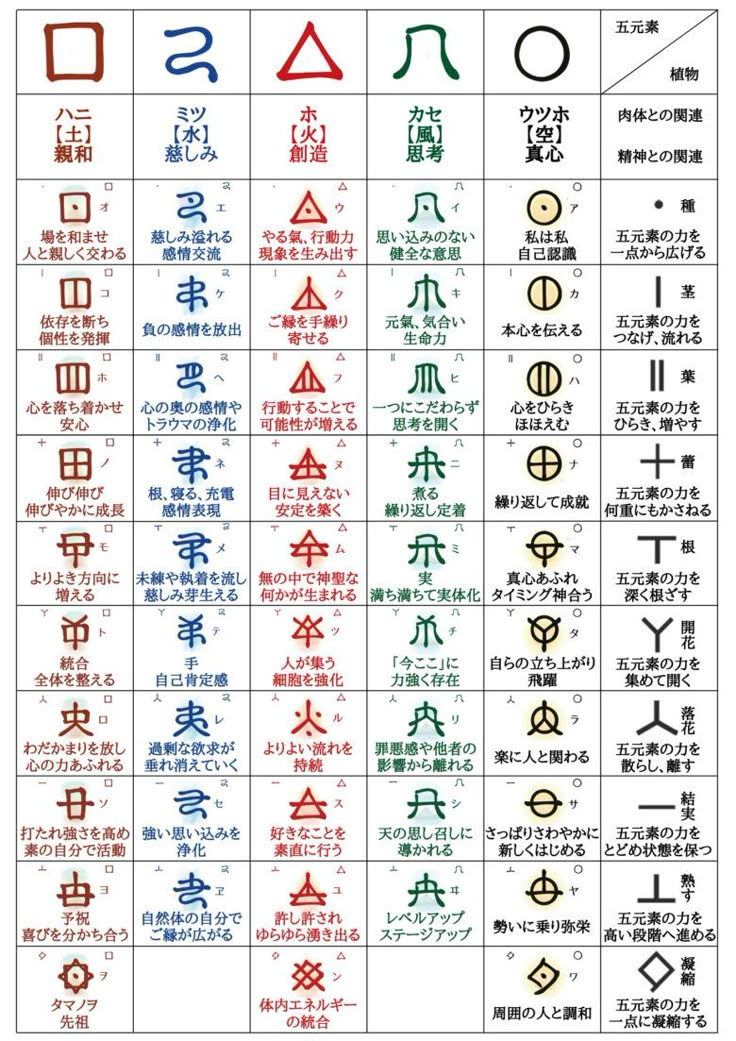 五元素
植物
ハニ
【土】
親和
ミツ
【水】
慈しみ
ホ
【火】
創造
カセ
【風】
思考
ウツホ
【空】
真心
肉体との関連
精神との関連
オ
場を和ませ
人と親しく交わる
エ
慈しみ溢れる
感情交流
ウ
やる氣、行動力
現象を生み出す
イ
思い込みのない
健全な意思
ア
私は私
自己認識
種
五元素の力を
一点から広げる
コ
依存を断ち
個性を発揮
ケ
負の感情を放出
ク
ご縁を手繰り
寄せる
キ
元氣、気合い
生命力
カ
本心を伝える
茎
五元素の力を
つなげ、流れる
ホ
心を落ち着かせ
安心
ヘ
心の奥の感情や
トラウマの浄化
フ
行動することで
可能性が増える
ヒ
一つにこだわらず
思考を開く
ハ
心をひらき
ほほえむ
葉
五元素の力を
ひらき、増やす
ノ
伸び伸び
伸びやかに成長
ネ
根、寝る、充電
感情表現
ヌ
目に見えない
安定を築く
ニ
煮る
繰り返し定着
ナ
繰り返して成就
蕾
五元素の力を
何重にもかさねる
モ
よりよき方向に
増える
メ
未練や執着を流し
慈しみ芽生える
ム
無の中で神聖な
何かが生まれる
ミ
実
満ち満ちて実体化
マ
真心あふれ
タイミング神合う
根
五元素の力を
深く根ざす
ト
統合
全体を整える
テ
手
自己肯定感
ツ
人が集う
細胞を強化
チ
「今ここ」に
力強く存在
タ
自らの立ち上がり
飛躍
開花
五元素の力を
集めて開く
ロ
わだかまりを放し
心の力あふれる
レ
過剰な欲求が
垂れ消えていく
ル
よりよい流れを
持続
リ
罪悪感や他者の
影響から離れる
ラ
楽に人と関わる
落花
五元素の力を
散らし、離す
ソ
打たれ強さを高め
素の自分で活動
セ
強い思い込みを
浄化
ス
好きなことを
素直に行う
シ
天の思し召しに
導かれる
サ
さっぱりさわやかに
新しくはじめる
結実
五元素の力を
とどめ状態を保つ
ヨ
予祝
喜びを分かち合う
ヱ
自然体の自分で
ご縁が広がる
ユ
許し許され
ゆらゆら湧き出る
ヰ
レベルアップ
ステージアップ
ヤ
勢いに乗り弥栄
熟す
五元素の力を
高い段階へ進める
ヲ
タマノヲ
先祖
ン
体内エネルギー
の統合
ワ
周囲の人と調和
凝縮
五元素の力を
一点に凝縮する